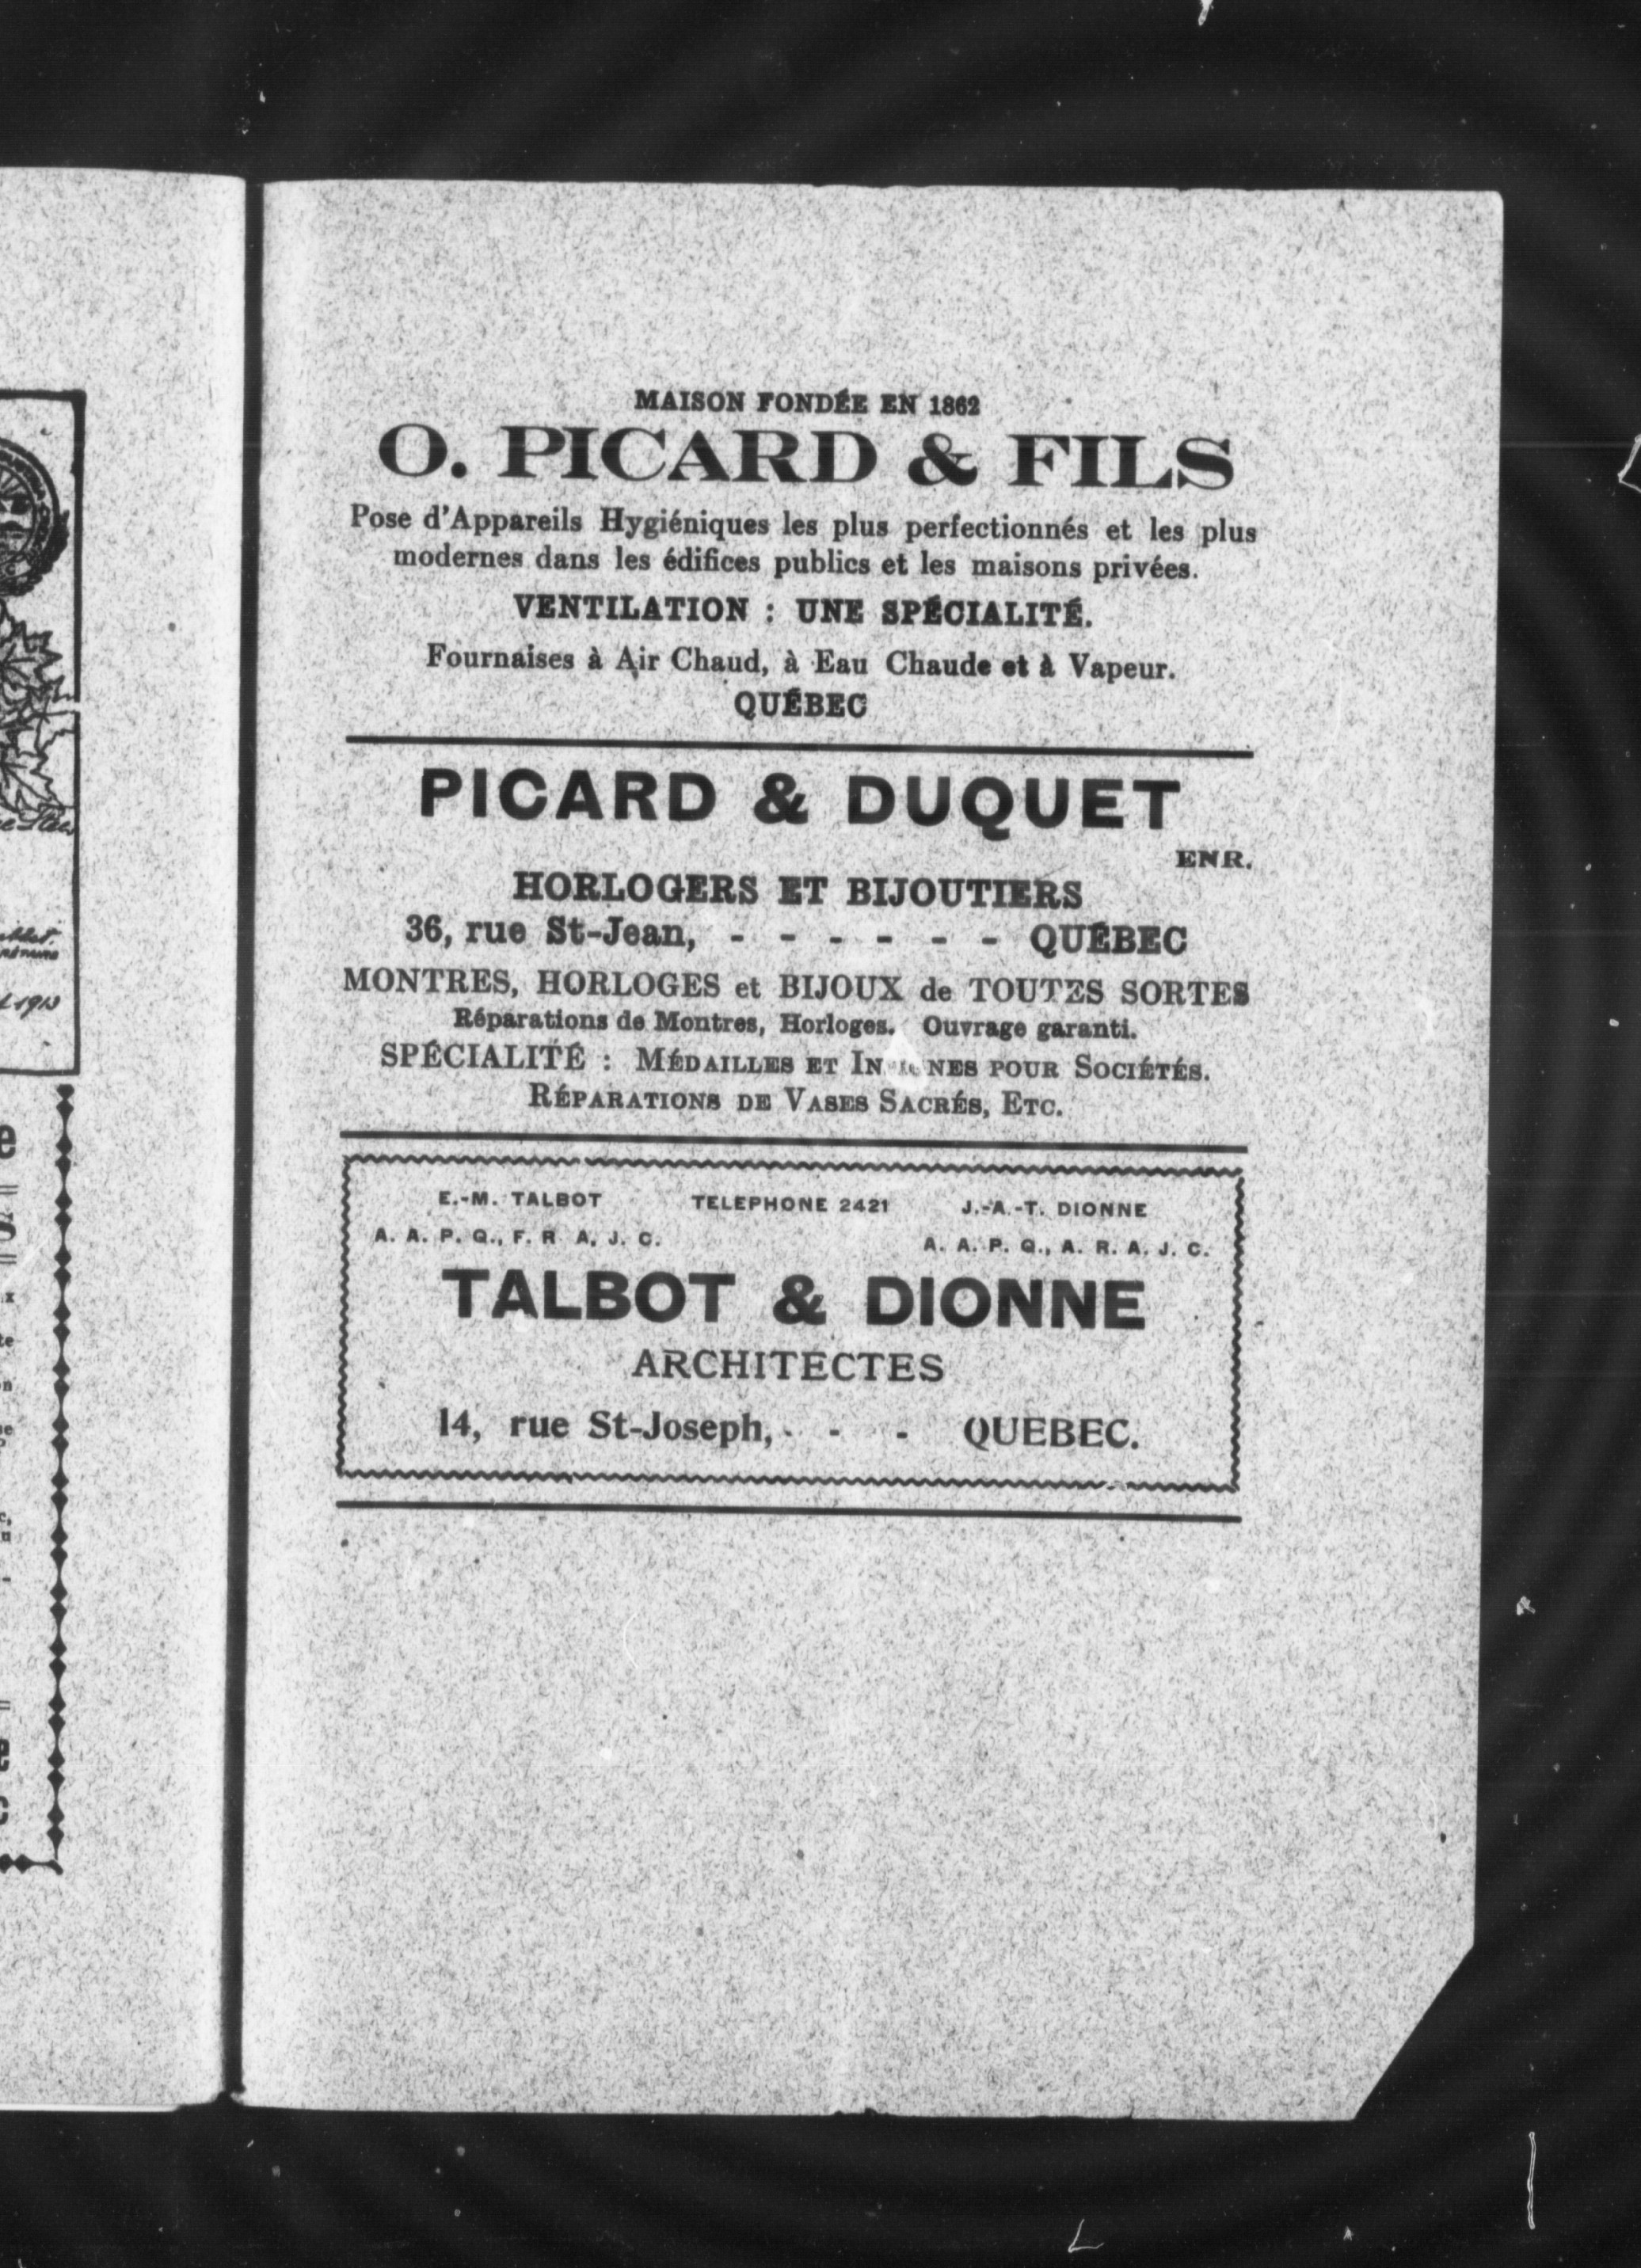 MAISON FONDÉE EN 1862
O. PICARD & FILS
Pose d'Appareils Hygiéniques les plus perfectionnés et les plus
modernes dans les édifices publics et les maisons privées.
VENTILATION : UNE SPÉCIALITÉ.
Fournaises à Air Chaud, à Eau Chaude et à Vapeur.
QUÉBEC
PICARD & DUQUET
ENR.
HORLOGERS ET BIJOUTIERS
36, rue St-Jean, - - - - - - QUÉBEC
MONTRES, HORLOGES et BIJOUX de TOUTES SORTES
Réparations de Montres, Horloges. Ouvrage garanti.
SPÉCIALITÉ : MÉDAILLES ET INSIGNES POUR SOCIÉTÉS.
RÉPARATIONS DE VASES SACRÉS, ETC.
E.-M. TALBOT TELEPHONE 2421 J.-A.-T. DIONNE
A. A. P. Q., F. R. A. J. C. A. A. P. Q., A. R. A. J. C.
TALBOT & DIONNE
ARCHITECTES
14, rue St-Joseph, - - - QUEBEC.